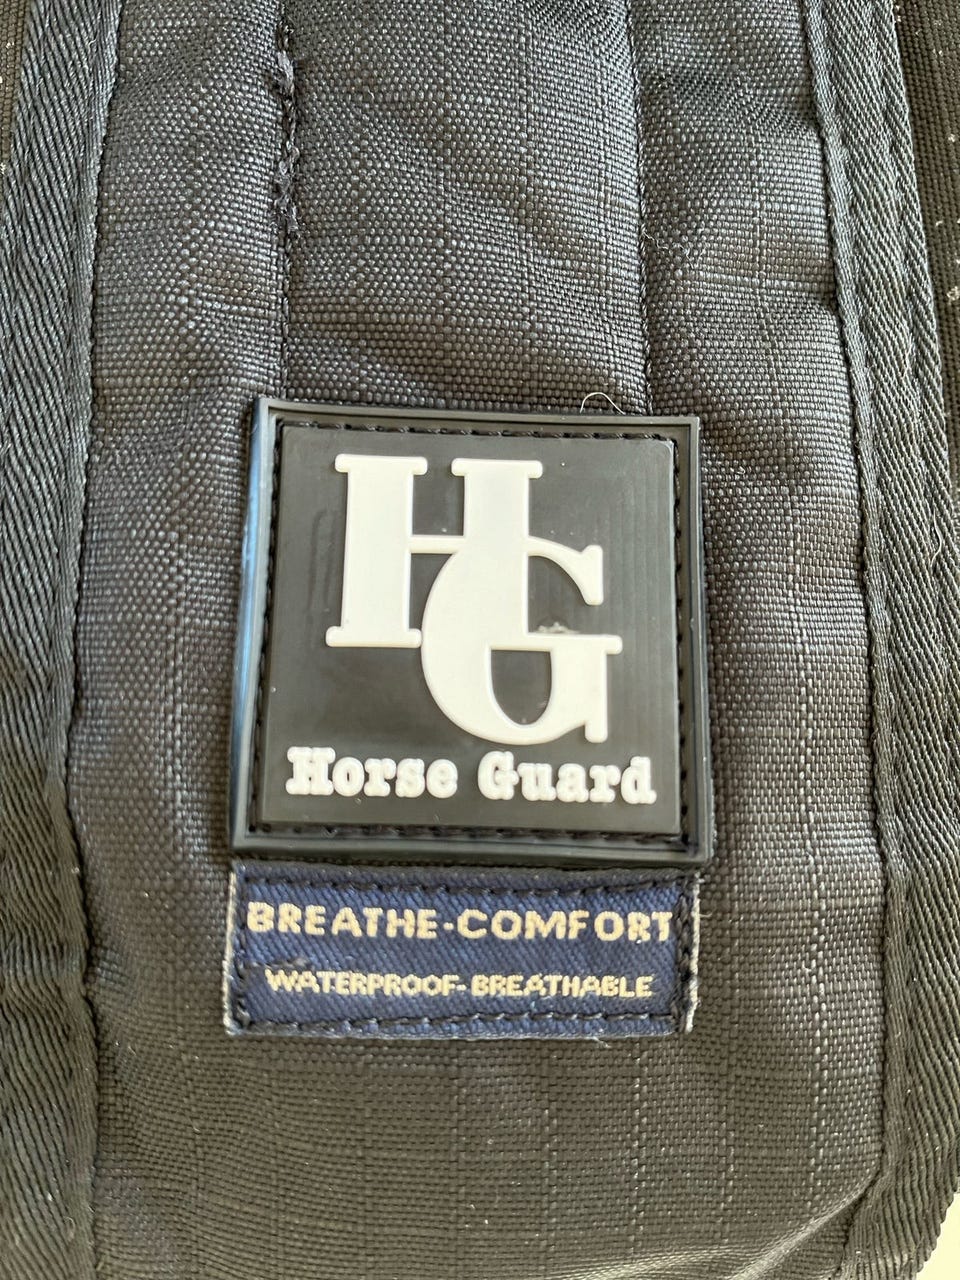 HG
Horse Guard
BREATHE-COMFORT
WATERPROOF-BREATHABLE